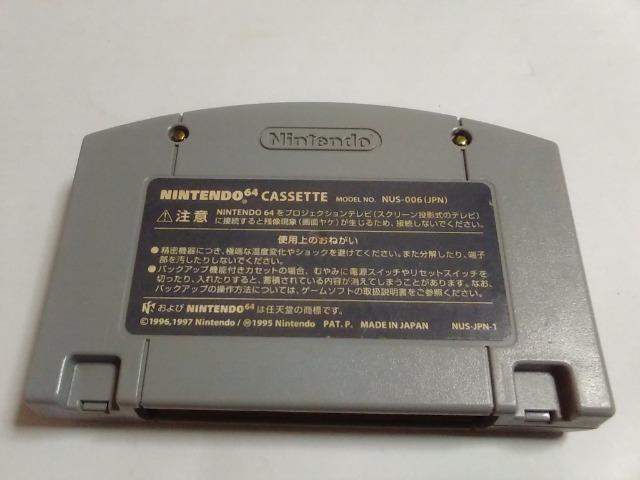 Nintendo
NINTENDO64 CASSETTE MODEL NO. NUS-006(JPN)
注意 NINTENDO 64をプロジェクションテレビ(スクリーン投影式のテレビ)
に接続すると残像現象(画面ヤケ)が生じるため、接続しないでください。
使用上のおねがい
●精密機器につき、極端な温度変化やショックを避けてください。また分解したり、端子
部を汚したりしないでください。
●バックアップ機能付きカセットの場合、むやみに電源スイッチやリセットスイッチを
切ったり、入れたりすると、蓄積されている内容が消えてしまうことがあります。なお、
バックアップの操作方法については、ゲームソフトの取扱説明書をご参照ください。
および NINTENDO64 は任天堂の商標です。
©1996,1997 Nintendo/Ⓜ1995 Nintendo PAT. P. MADE IN JAPAN NUS-JPN-1